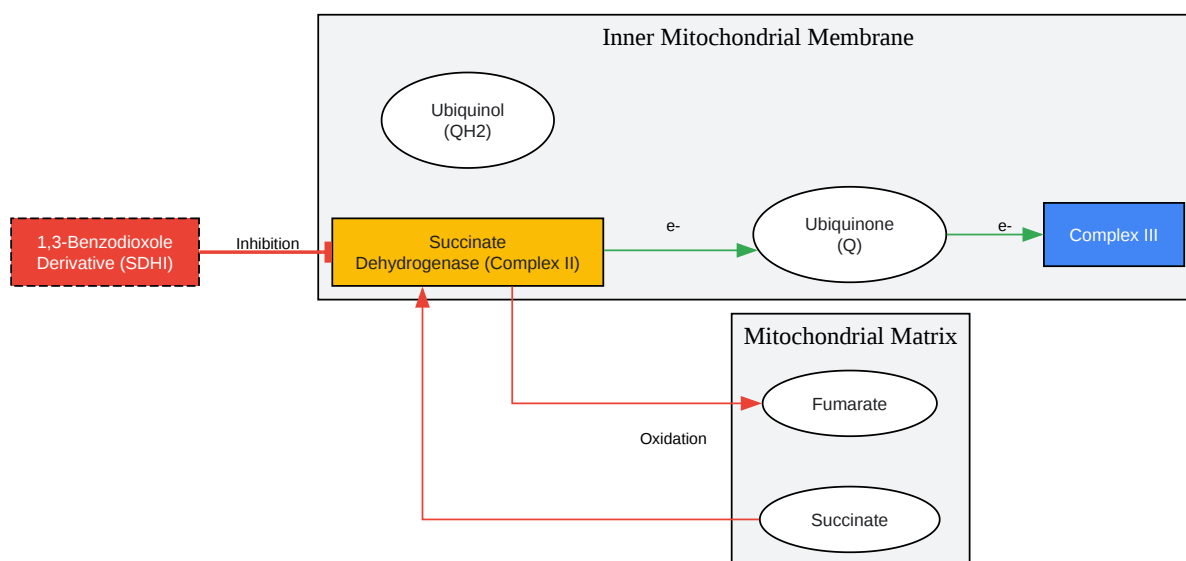 Inner Mitochondrial Membrane
Ubiquinol
(QH2)
1,3-Benzodioxole
Derivative (SDHI)
Inhibition
Succinate
Dehydrogenase (Complex II)
e-
Ubiquinone
(Q)
e-
Complex III
Mitochondrial Matrix
Fumarate
Oxidation
Succinate